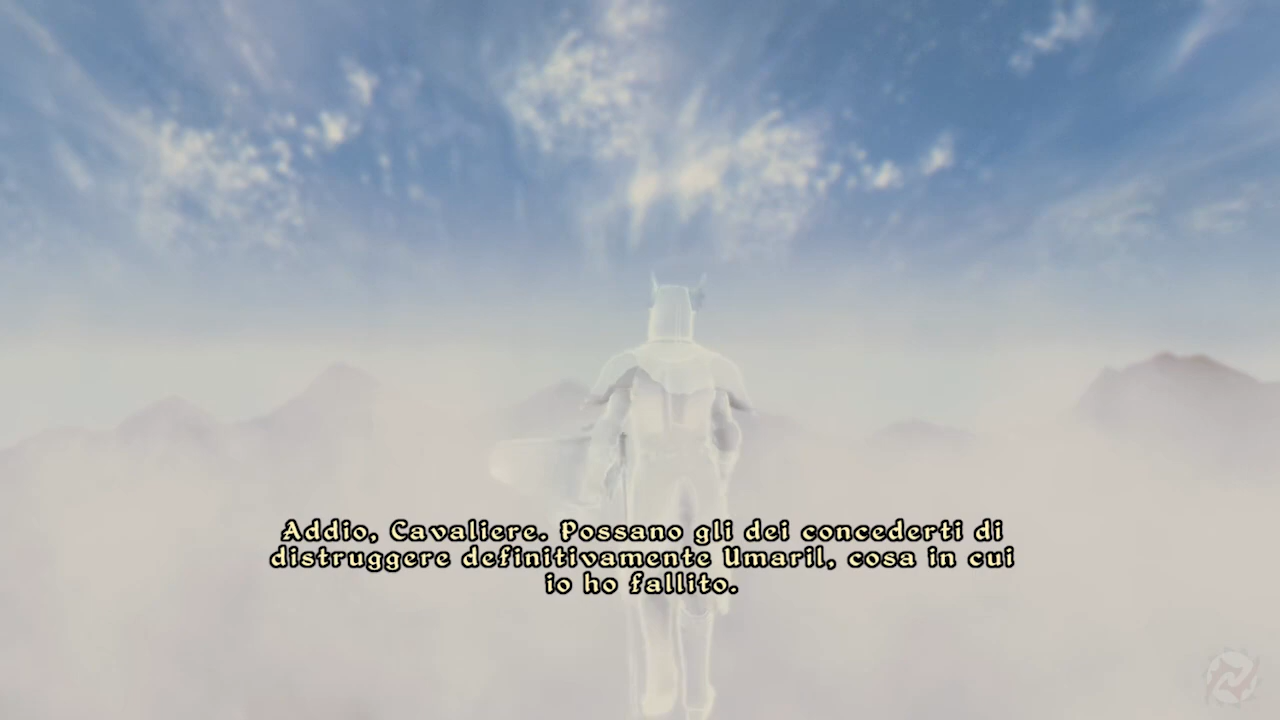 Addio, Cavaliere. Possano gli dei concederti di
distruggere definitivamente Umaril, cosa in cui
io ho fallito.